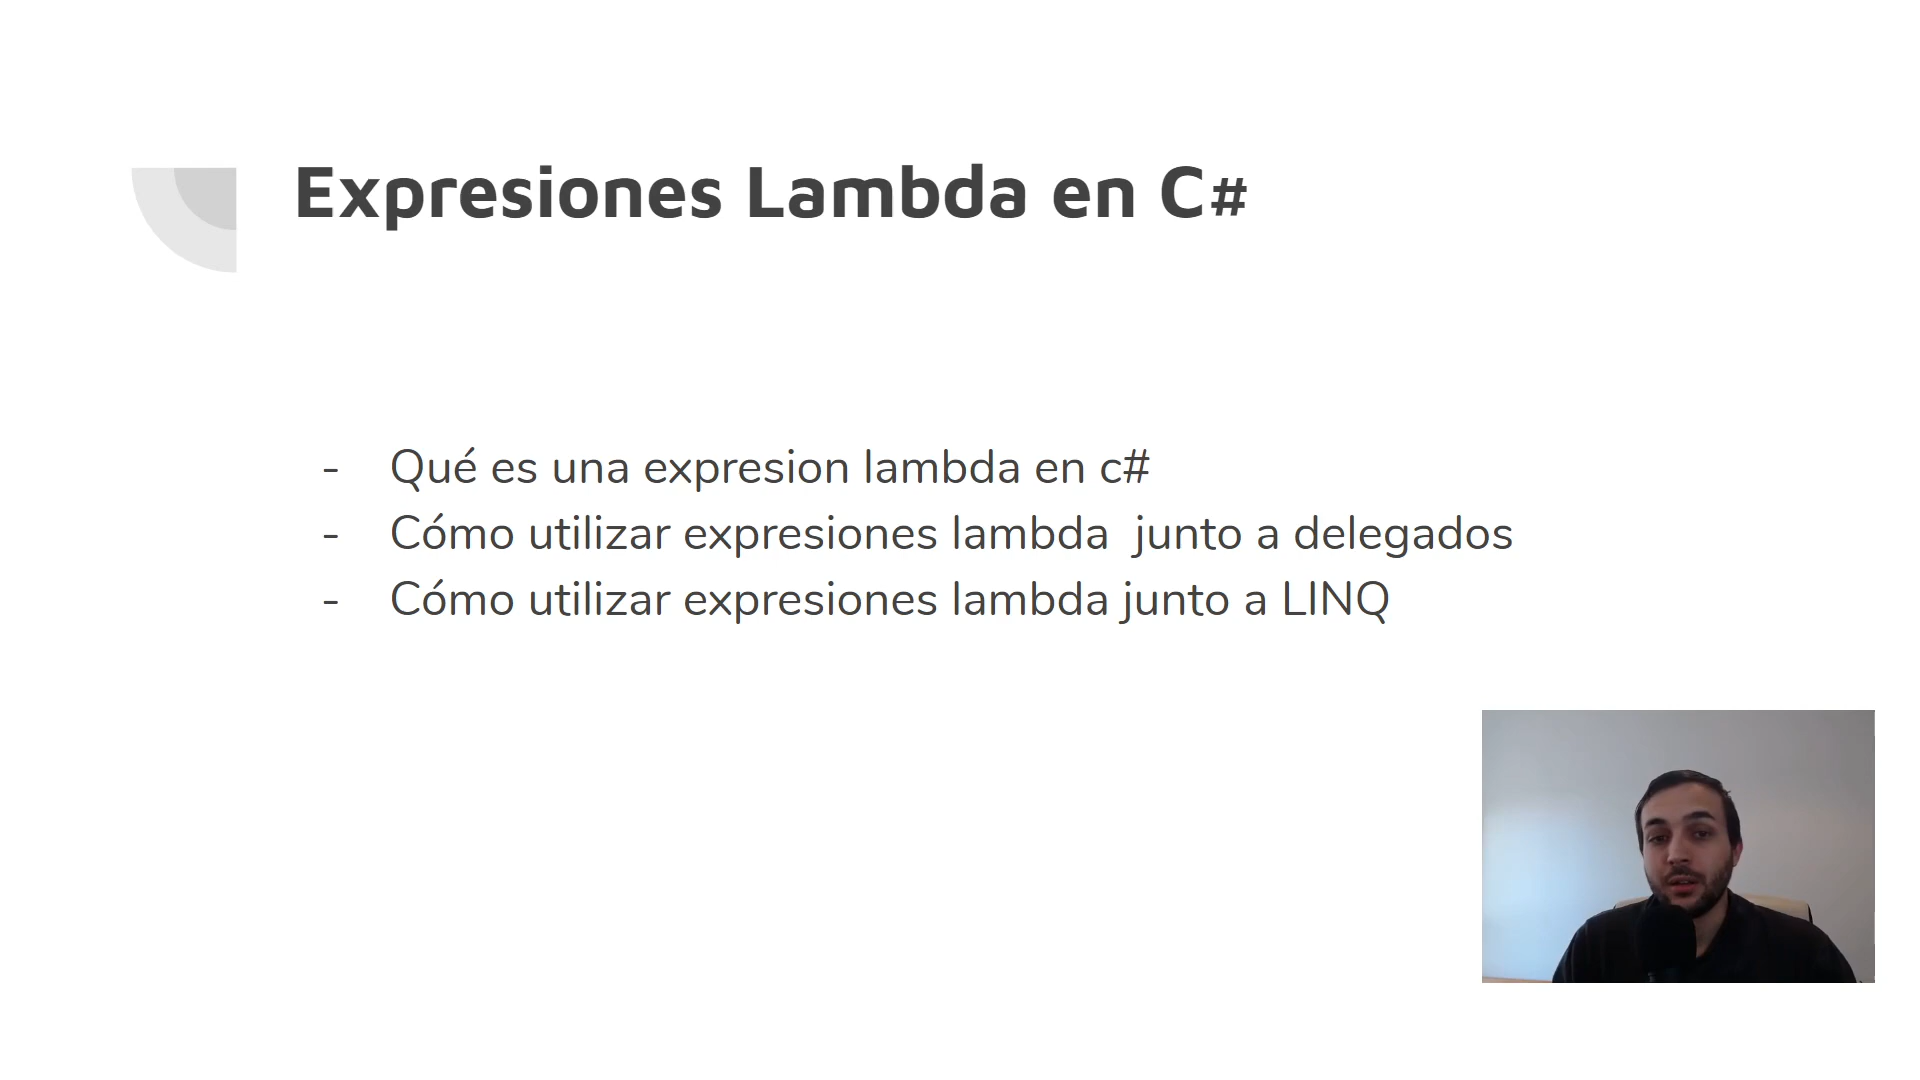 Expresiones Lambda en C#
- Qué es una expresion lambda en c#
- Cómo utilizar expresiones lambda  junto a delegados
- Cómo utilizar expresiones lambda junto a LINQ